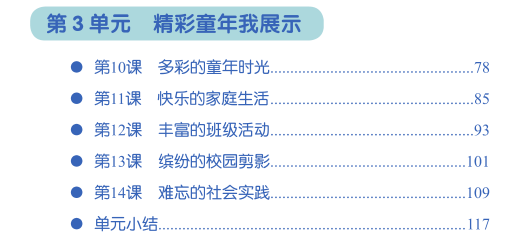 第3单元 精彩童年我展示
● 第10课 多彩的童年时光........................................................78
● 第11课 快乐的家庭生活........................................................85
● 第12课 丰富的班级活动........................................................93
● 第13课 缤纷的校园剪影........................................................101
● 第14课 难忘的社会实践........................................................109
● 单元小结........................................................117